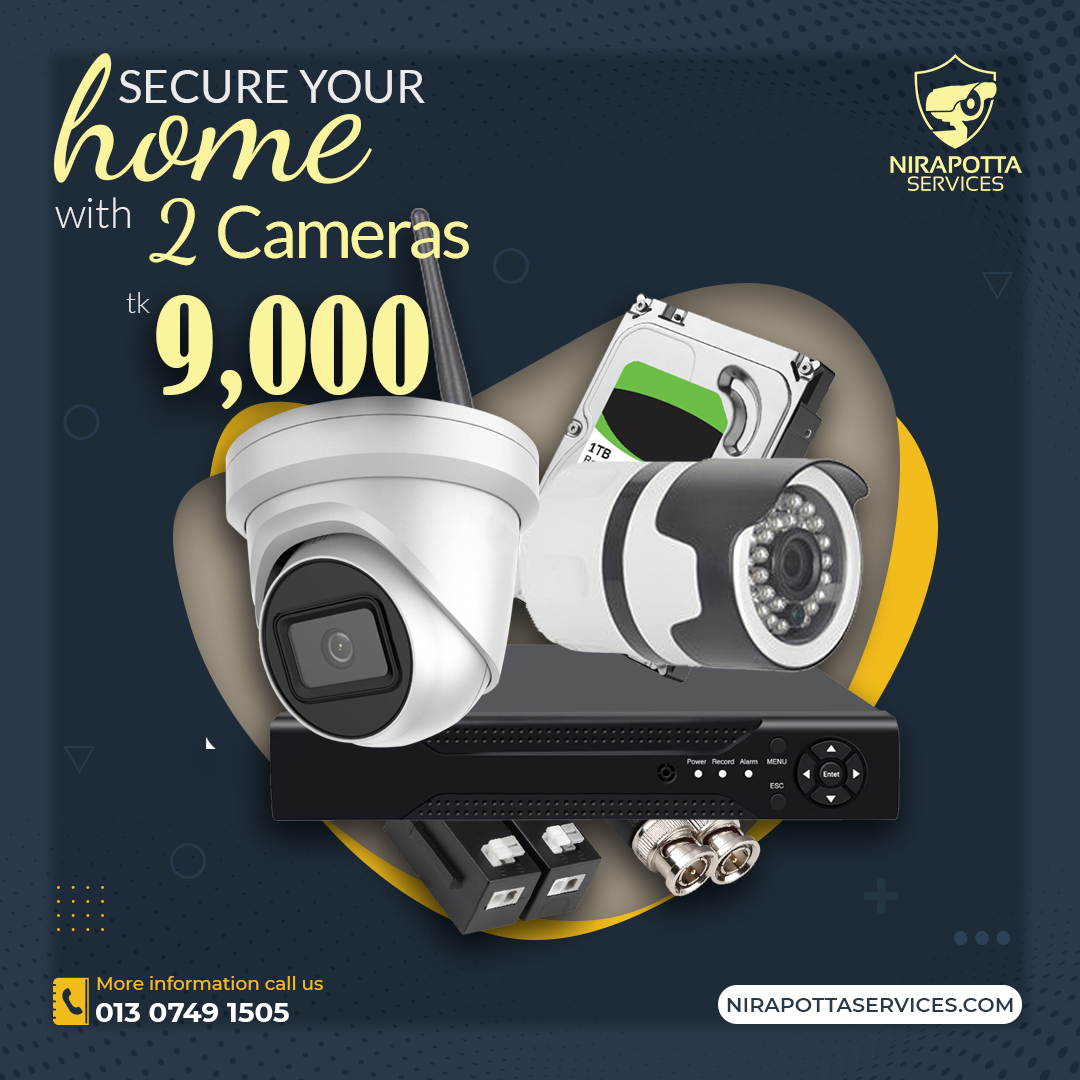 SECURE YOUR
home
with 2 Cameras
tk 9,000
NIRAPOTTA
SERVICES
1TB
Power Record Alarm MENU
ESC
Entet
More information call us
013 0749 1505
NIRAPOTTASERVICES.COM